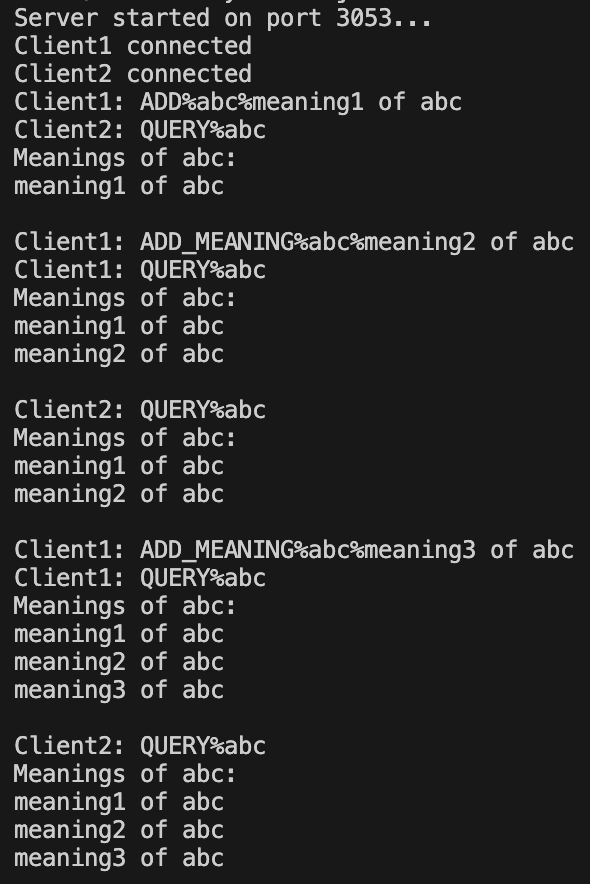 Server started on port 3053...
Client1 connected
Client2 connected
Client1: ADD%abc%meaning1 of abc
Client2: QUERY%abc
Meanings of abc:
meaning1 of abc

Client1: ADD_MEANING%abc%meaning2 of abc
Client1: QUERY%abc
Meanings of abc:
meaning1 of abc
meaning2 of abc

Client2: QUERY%abc
Meanings of abc:
meaning1 of abc
meaning2 of abc

Client1: ADD_MEANING%abc%meaning3 of abc
Client1: QUERY%abc
Meanings of abc:
meaning1 of abc
meaning2 of abc
meaning3 of abc

Client2: QUERY%abc
Meanings of abc:
meaning1 of abc
meaning2 of abc
meaning3 of abc